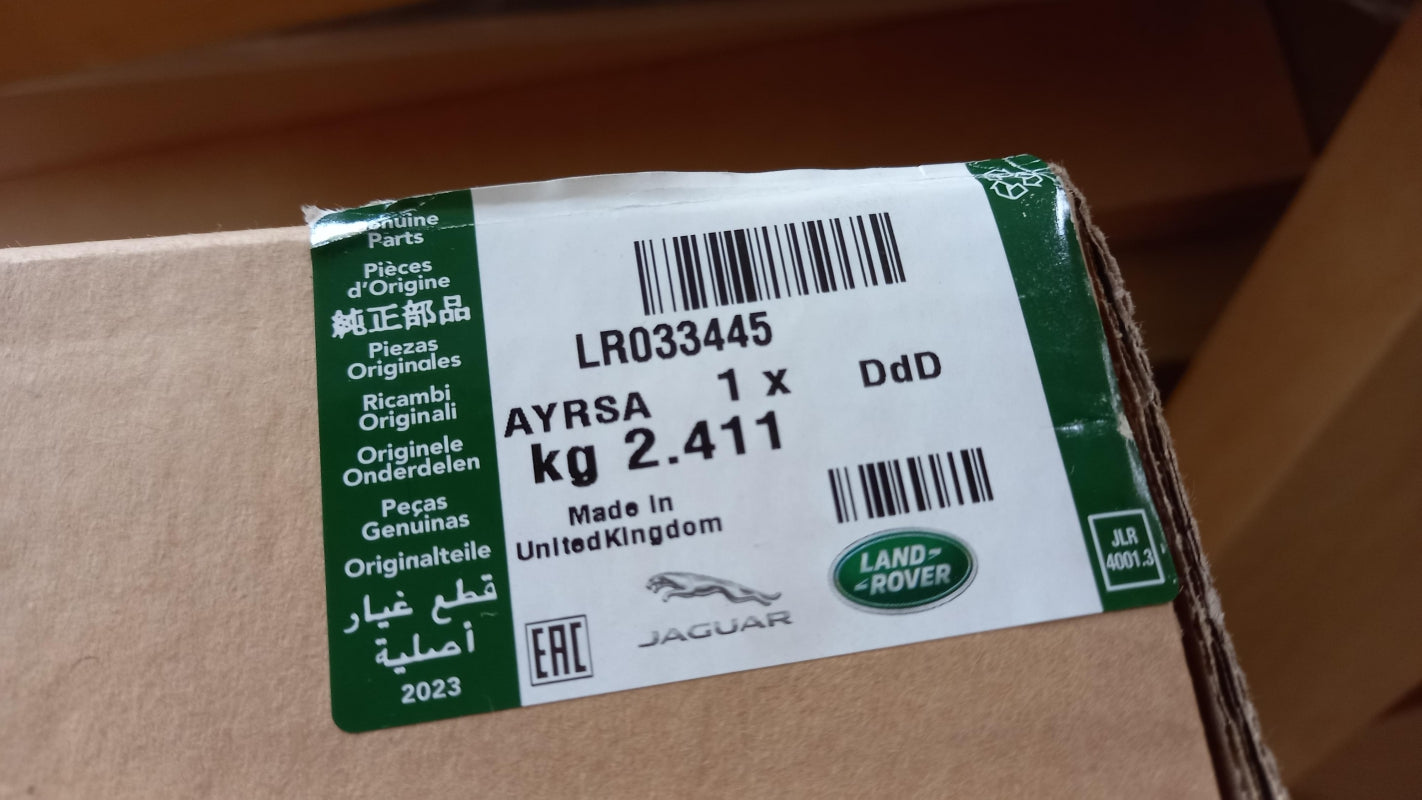 Genuine
Parts
Pièces
d'Origine
純正部品
Piezas
Originales
Ricambi
Originali
Originele
Onderdelen
Peças
Genuinas
Originalteile
قطع غيار
أصلية
2023
LR033445
1 x
DdD
AYRSA
kg 2.411
Made In
UnitedKingdom
EAC
JAGUAR
LAND-
-ROVER
JLR
4001.3